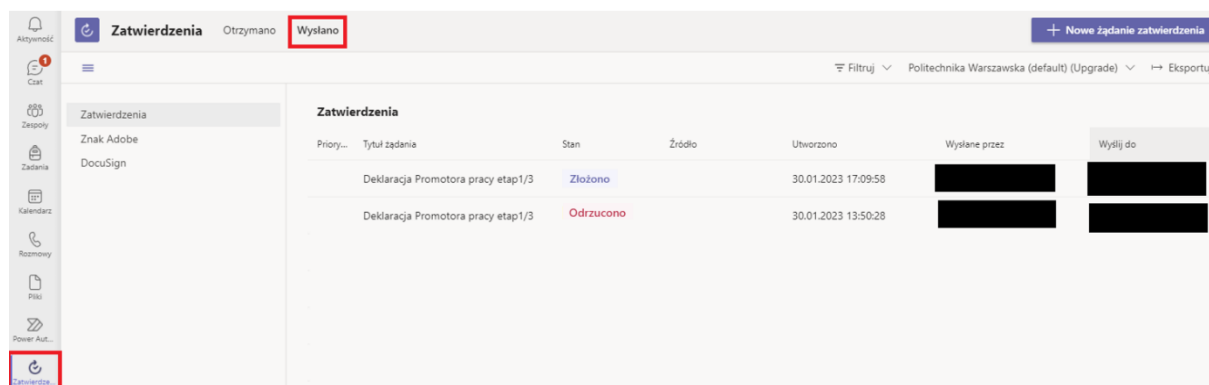 Aktywność
Zatwierdzenia Otrzymano Wysłano + Nowe żądanie zatwierdzenia
1
Czat
Filtruj Politechnika Warszawska (default) (Upgrade) Eksportu
Zespoły
Zadania
Kalendarz
Rozmowy
Pliki
Power Aut...
Zatwierdze...
Zatwierdzenia
Znak Adobe
DocuSign
Zatwierdzenia
Priory... Tytuł żądania Stan Źródło Utworzono Wysłane przez Wyślij do
Deklaracja Promotora pracy etap1/3 Złożono 30.01.2023 17:09:58
Deklaracja Promotora pracy etap1/3 Odrzucono 30.01.2023 13:50:28